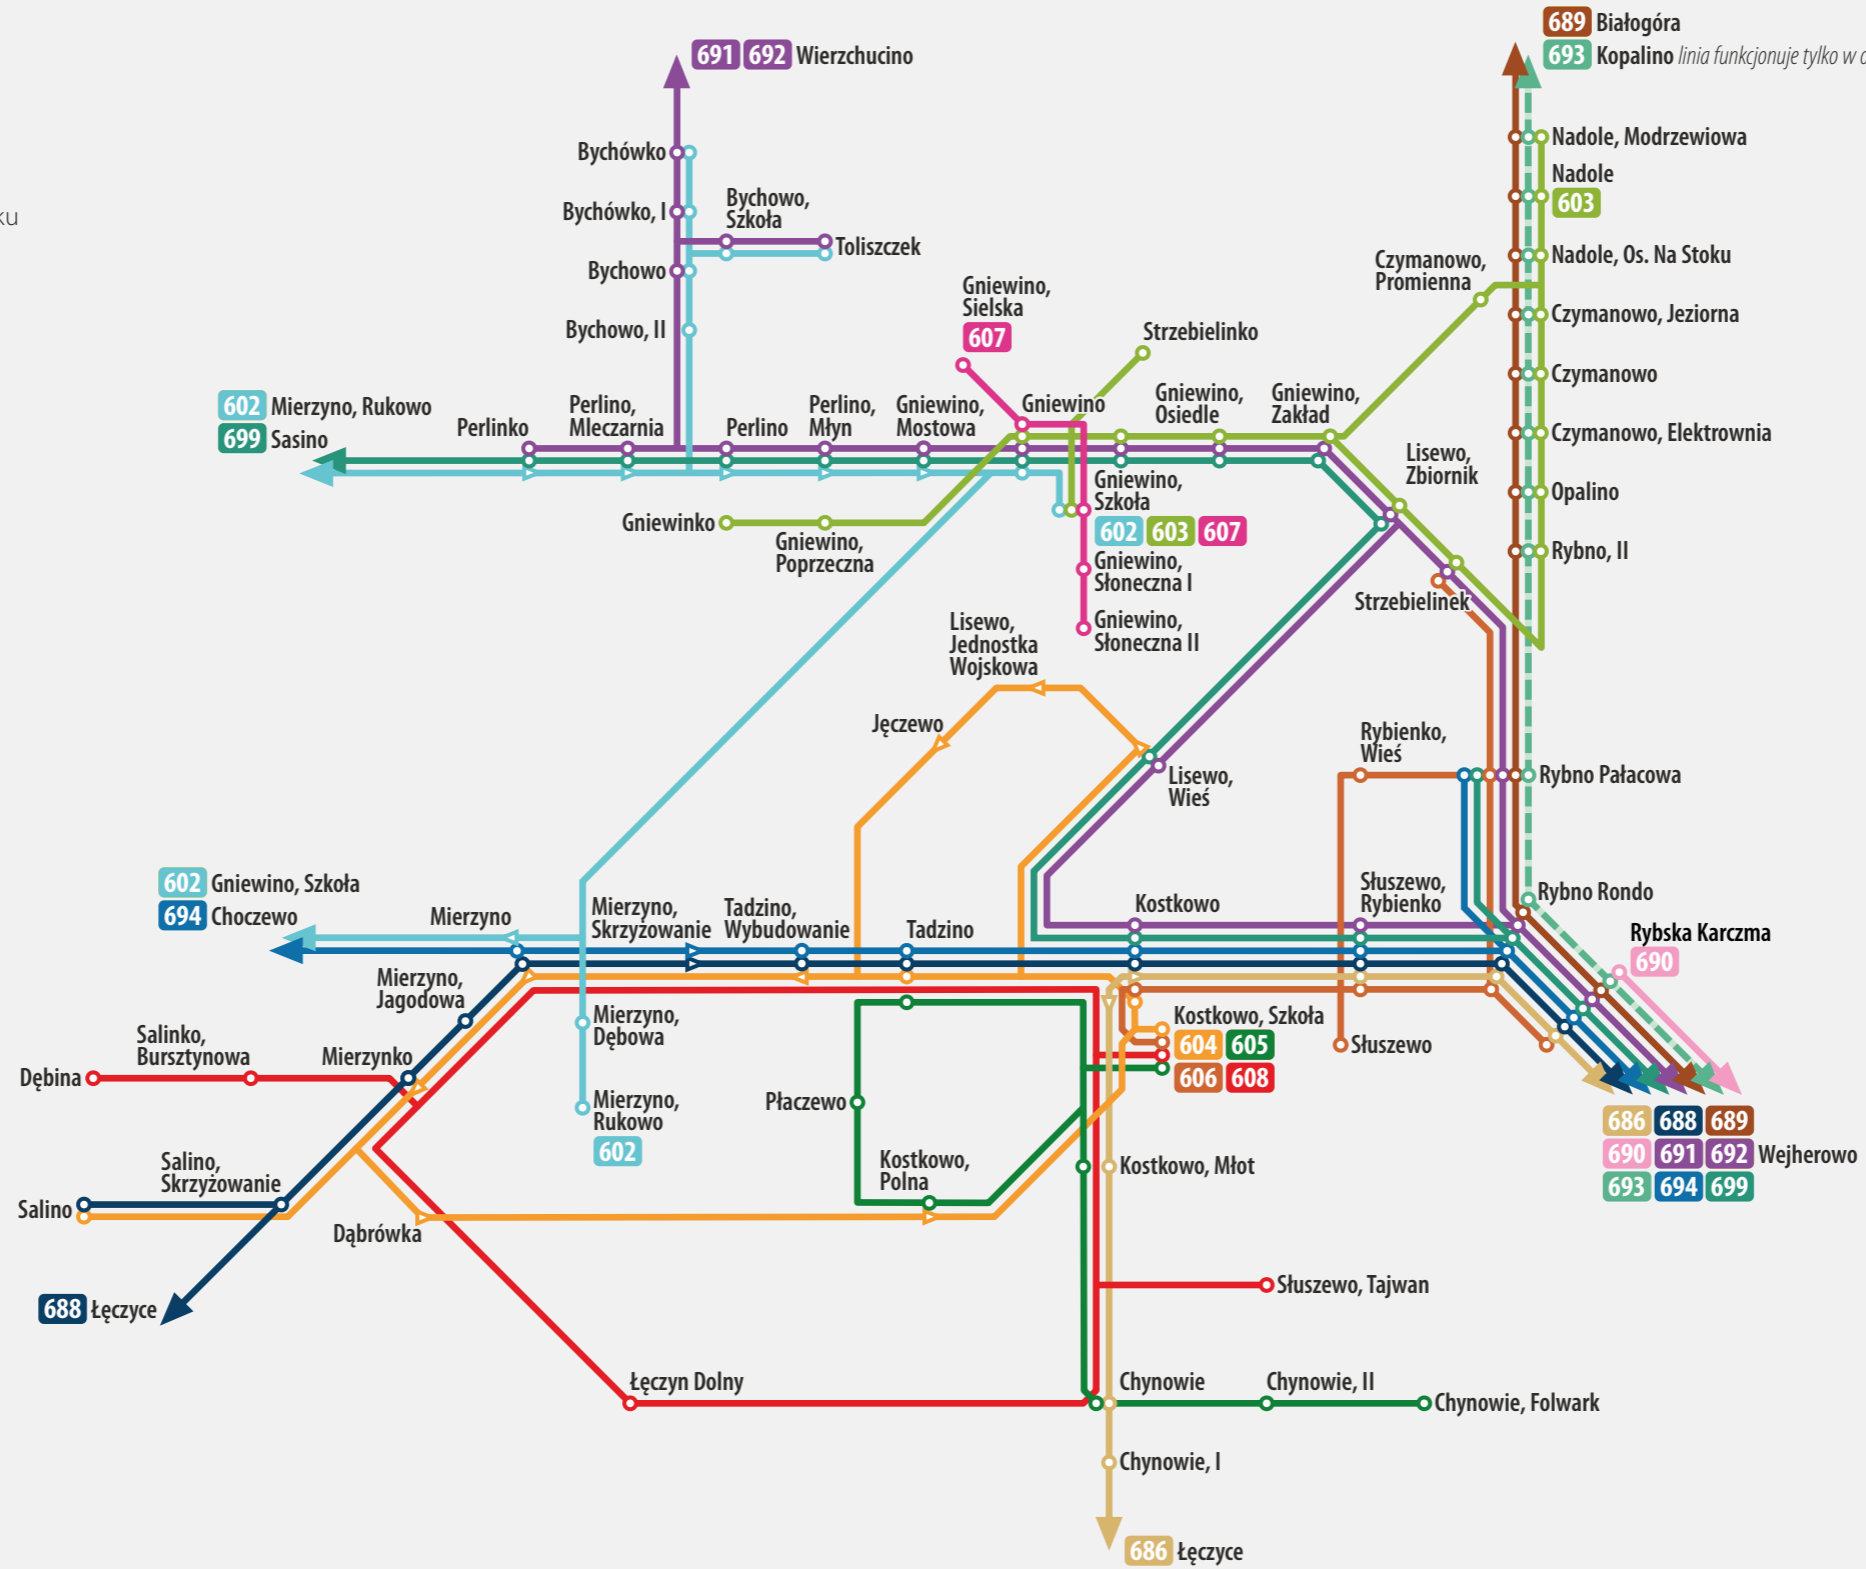 689 Białogóra
693 Kopalino linia funkcjonuje tylko w o
691 692 Wierzchucino
Nadole, Modrzewiowa
Bychówko
Nadole
603
Bychówko, I
Bychowo,
Szkoła
ku
Toliszczek
Nadole, Os. Na Stoku
Bychowo
Czymanowo,
Promienna
Gniewino,
Sielska
607
Czymanowo, Jeziorna
Bychowo, II
Strzebielinko
Czymanowo
602 Mierzyno, Rukowo
699 Sasino
Perlinko
Perlino,
Mleczarnia
Perlino
Perlino,
Młyn
Gniewino,
Mostowa
Gniewino
Gniewino,
Osiedle
Gniewino,
Zakład
Czymanowo, Elektrownia
Lisewo,
Zbiornik
Gniewino,
Szkoła
602 603 607
Opalino
Gniewinko
Gniewino,
Poprzeczna
Rybno, II
Gniewino,
Słoneczna I
Strzebielinek
Gniewino,
Słoneczna II
Lisewo,
Jednostka
Wojskowa
Jęczewo
Rybienko,
Wieś
Rybno Pałacowa
Lisewo,
Wieś
602 Gniewino, Szkoła
694 Choczewo
Mierzyno
Mierzyno,
Skrzyżowanie
Tadzino,
Wybudowanie
Tadzino
Kostkowo
Słuszewo,
Rybienko
Rybno Rondo
Rybska Karczma
690
Mierzyno,
Jagodowa
Mierzyno,
Dębowa
Kostkowo, Szkoła
604 605
606 608
Słuszewo
Salinko,
Bursztynowa
Mierzynko
Dębina
Płaczewo
Mierzyno,
Rukowo
602
686 688 689
690 691 692 Wejherowo
693 694 699
Kostkowo,
Polna
Kostkowo, Młot
Salino,
Skrzyżowanie
Salino
Dąbrówka
Słuszewo, Tajwan
688 Łęczyce
Łęczyn Dolny
Chynowie
Chynowie, II
Chynowie, Folwark
Chynowie, I
686 Łęczyce